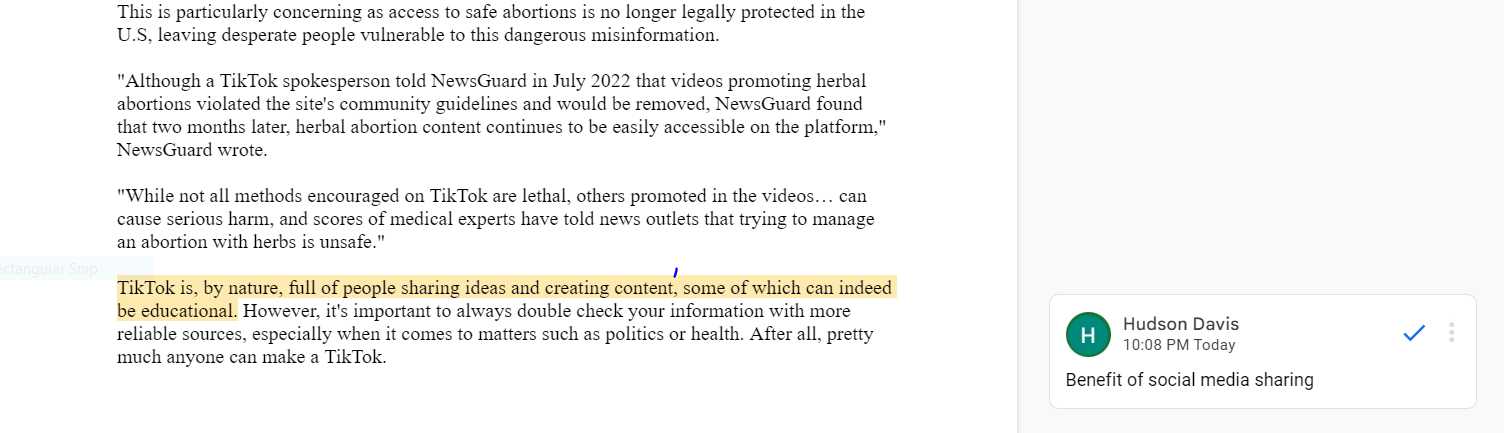 This is particularly concerning as access to safe abortions is no longer legally protected in the
U.S, leaving desperate people vulnerable to this dangerous misinformation.
"Although a TikTok spokesperson told NewsGuard in July 2022 that videos promoting herbal
abortions violated the site's community guidelines and would be removed, NewsGuard found
that two months later, herbal abortion content continues to be easily accessible on the platform,"
NewsGuard wrote.
"While not all methods encouraged on TikTok are lethal, others promoted in the videos… can
cause serious harm, and scores of medical experts have told news outlets that trying to manage
an abortion with herbs is unsafe."
ectangular Snip
TikTok is, by nature, full of people sharing ideas and creating content, some of which can indeed
be educational. However, it's important to always double check your information with more
reliable sources, especially when it comes to matters such as politics or health. After all, pretty
much anyone can make a TikTok.
H
Hudson Davis
10:08 PM Today
Benefit of social media sharing